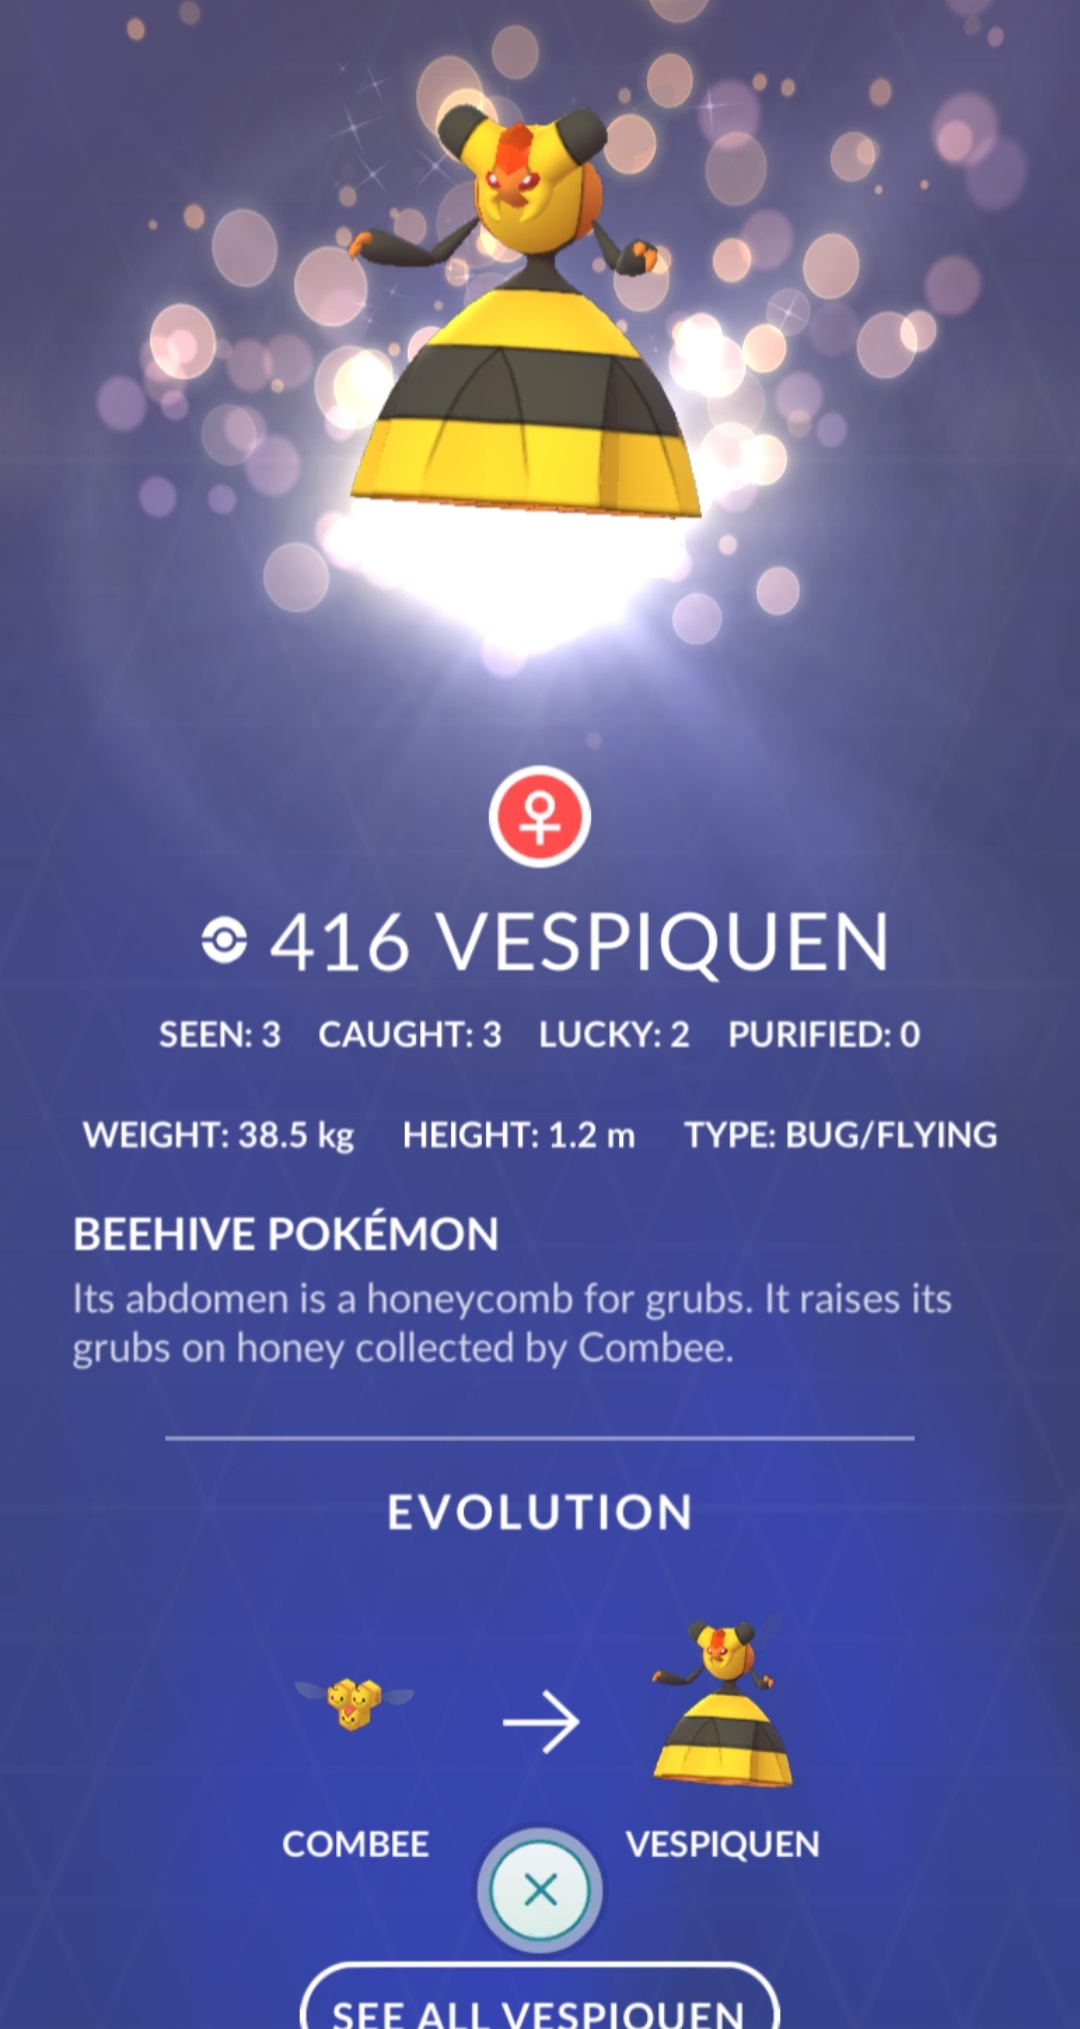 416 VESPIQUEN
SEEN: 3 CAUGHT: 3 LUCKY: 2 PURIFIED: 0
WEIGHT: 38.5 kg HEIGHT: 1.2 m TYPE: BUG/FLYING
BEEHIVE POKÉMON
Its abdomen is a honeycomb for grubs. It raises its
grubs on honey collected by Combee.
EVOLUTION
COMBEE VESPIQUEN
SEE ALL VESPIQUEN